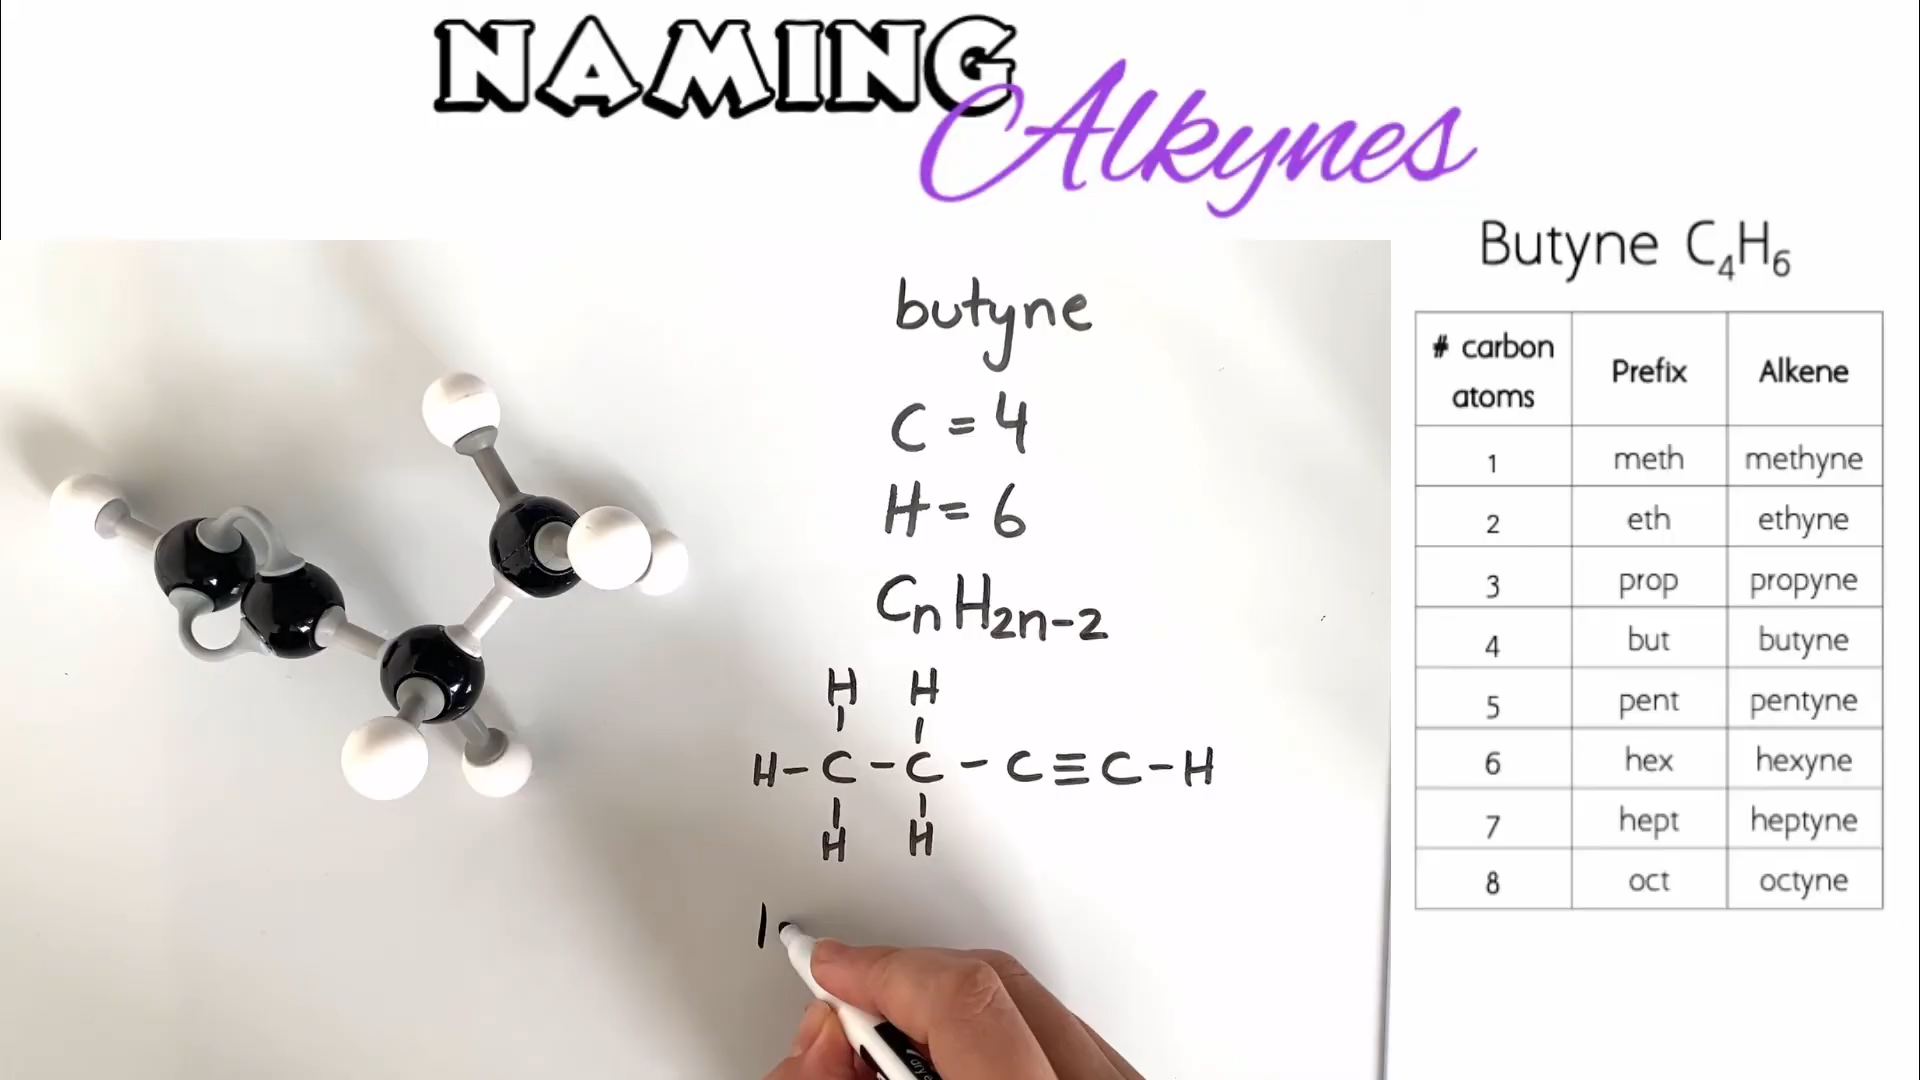 NAMING
Alkynes
butyne
C = 4
H = 6
CnH2n-2
H H
H-C-C-C≡C-H
H H
Butyne C4H6
# carbon atoms Prefix Alkene
1 meth methyne
2 eth ethyne
3 prop propyne
4 but butyne
5 pent pentyne
6 hex hexyne
7 hept heptyne
8 oct octyne